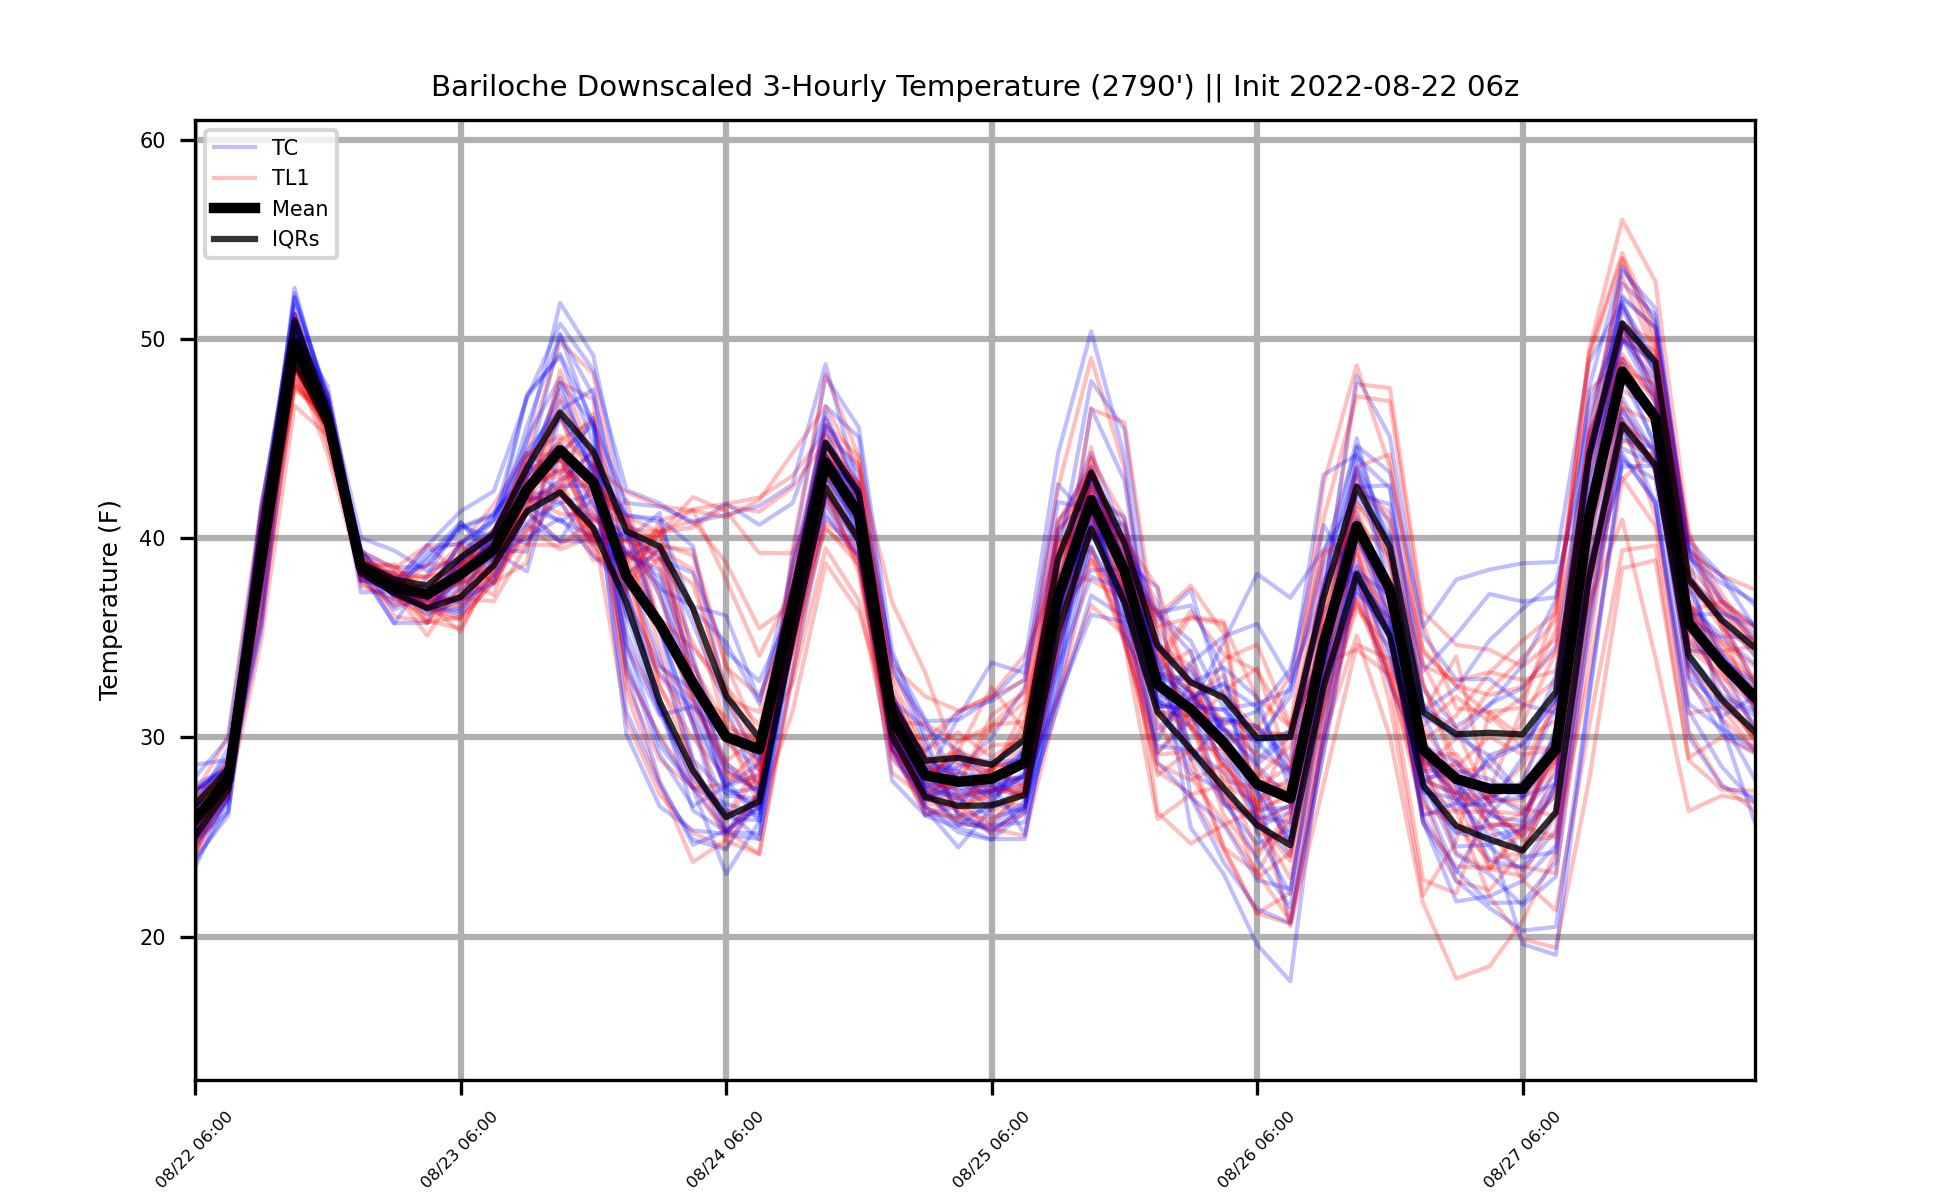 Bariloche Downscaled 3-Hourly Temperature (2790') || Init 2022-08-22 06z
TC
TL1
Mean
IQRs
Temperature (F)
60
50
40
30
20
08/22 06:00
08/23 06:00
08/24 06:00
08/25 06:00
08/26 06:00
08/27 06:00